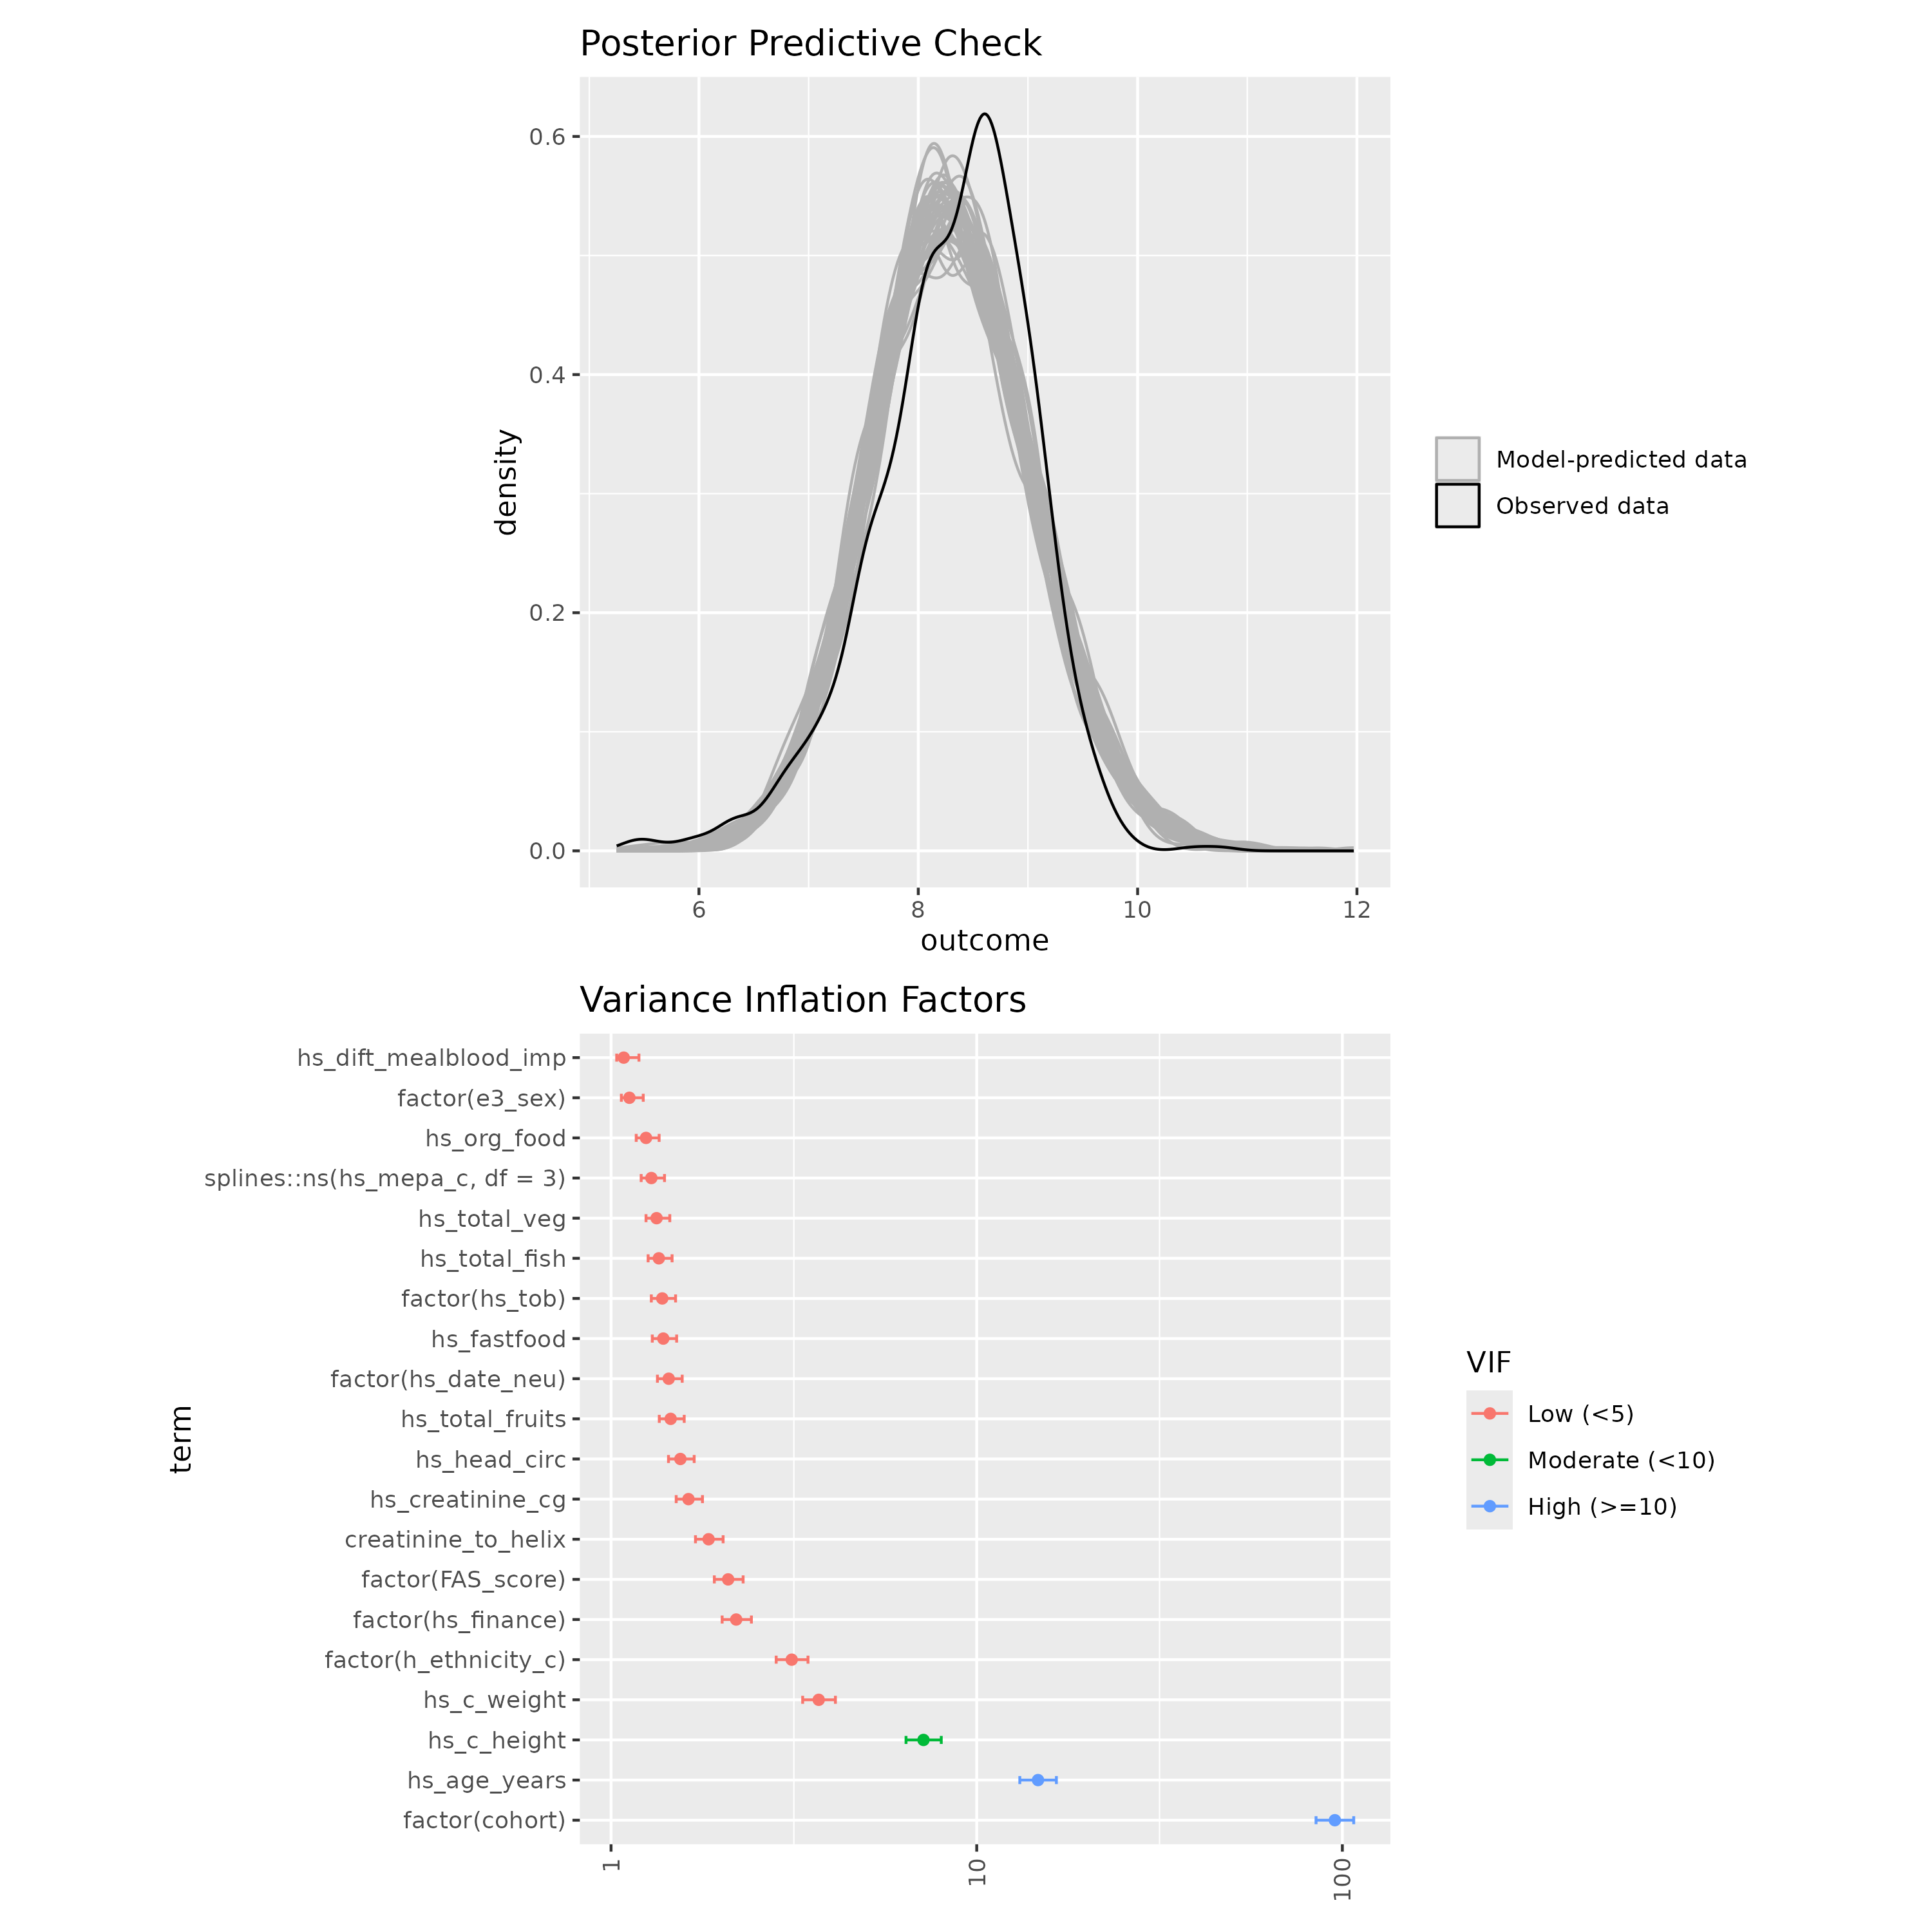 Posterior Predictive Check
0.6
0.4
0.2
0.0
density
6
8
10
12
outcome
Model-predicted data
Observed data
Variance Inflation Factors
hs_dift_mealblood_imp
factor(e3_sex)
hs_org_food
splines::ns(hs_mepa_c, df = 3)
hs_total_veg
hs_total_fish
factor(hs_tob)
hs_fastfood
factor(hs_date_neu)
hs_total_fruits
hs_head_circ
hs_creatinine_cg
creatinine_to_helix
factor(FAS_score)
factor(hs_finance)
factor(h_ethnicity_c)
hs_c_weight
hs_c_height
hs_age_years
factor(cohort)
term
1
10
100
VIF
Low (<5)
Moderate (<10)
High (>=10)